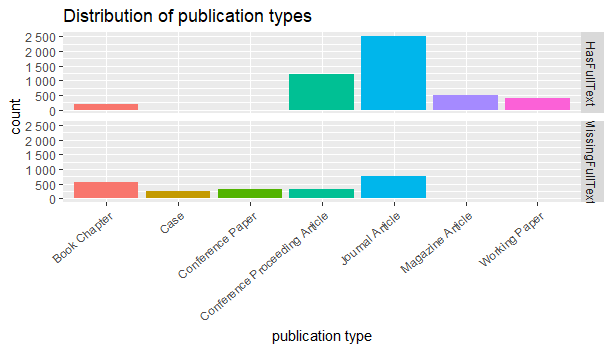 Distribution of publication types
count
2 500
2 000
1 500
1 000
500
0
HasFullText
2 500
2 000
1 500
1 000
500
0
MissingFullText
Book Chapter
Case
Conference Paper
Conference Proceeding Article
Journal Article
Magazine Article
Working Paper
publication type